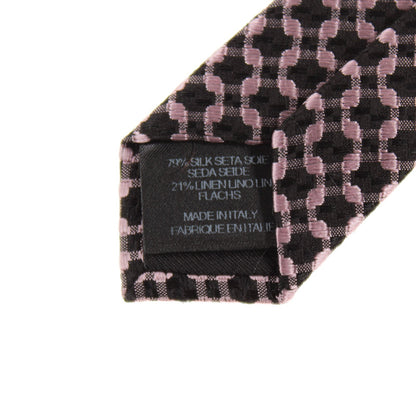 79% SILK SETA SOIE
SEDA SEIDE
21% LINEN LINO LIN
FLACHS
MADE IN ITALY
FABRIQUE EN ITALIE